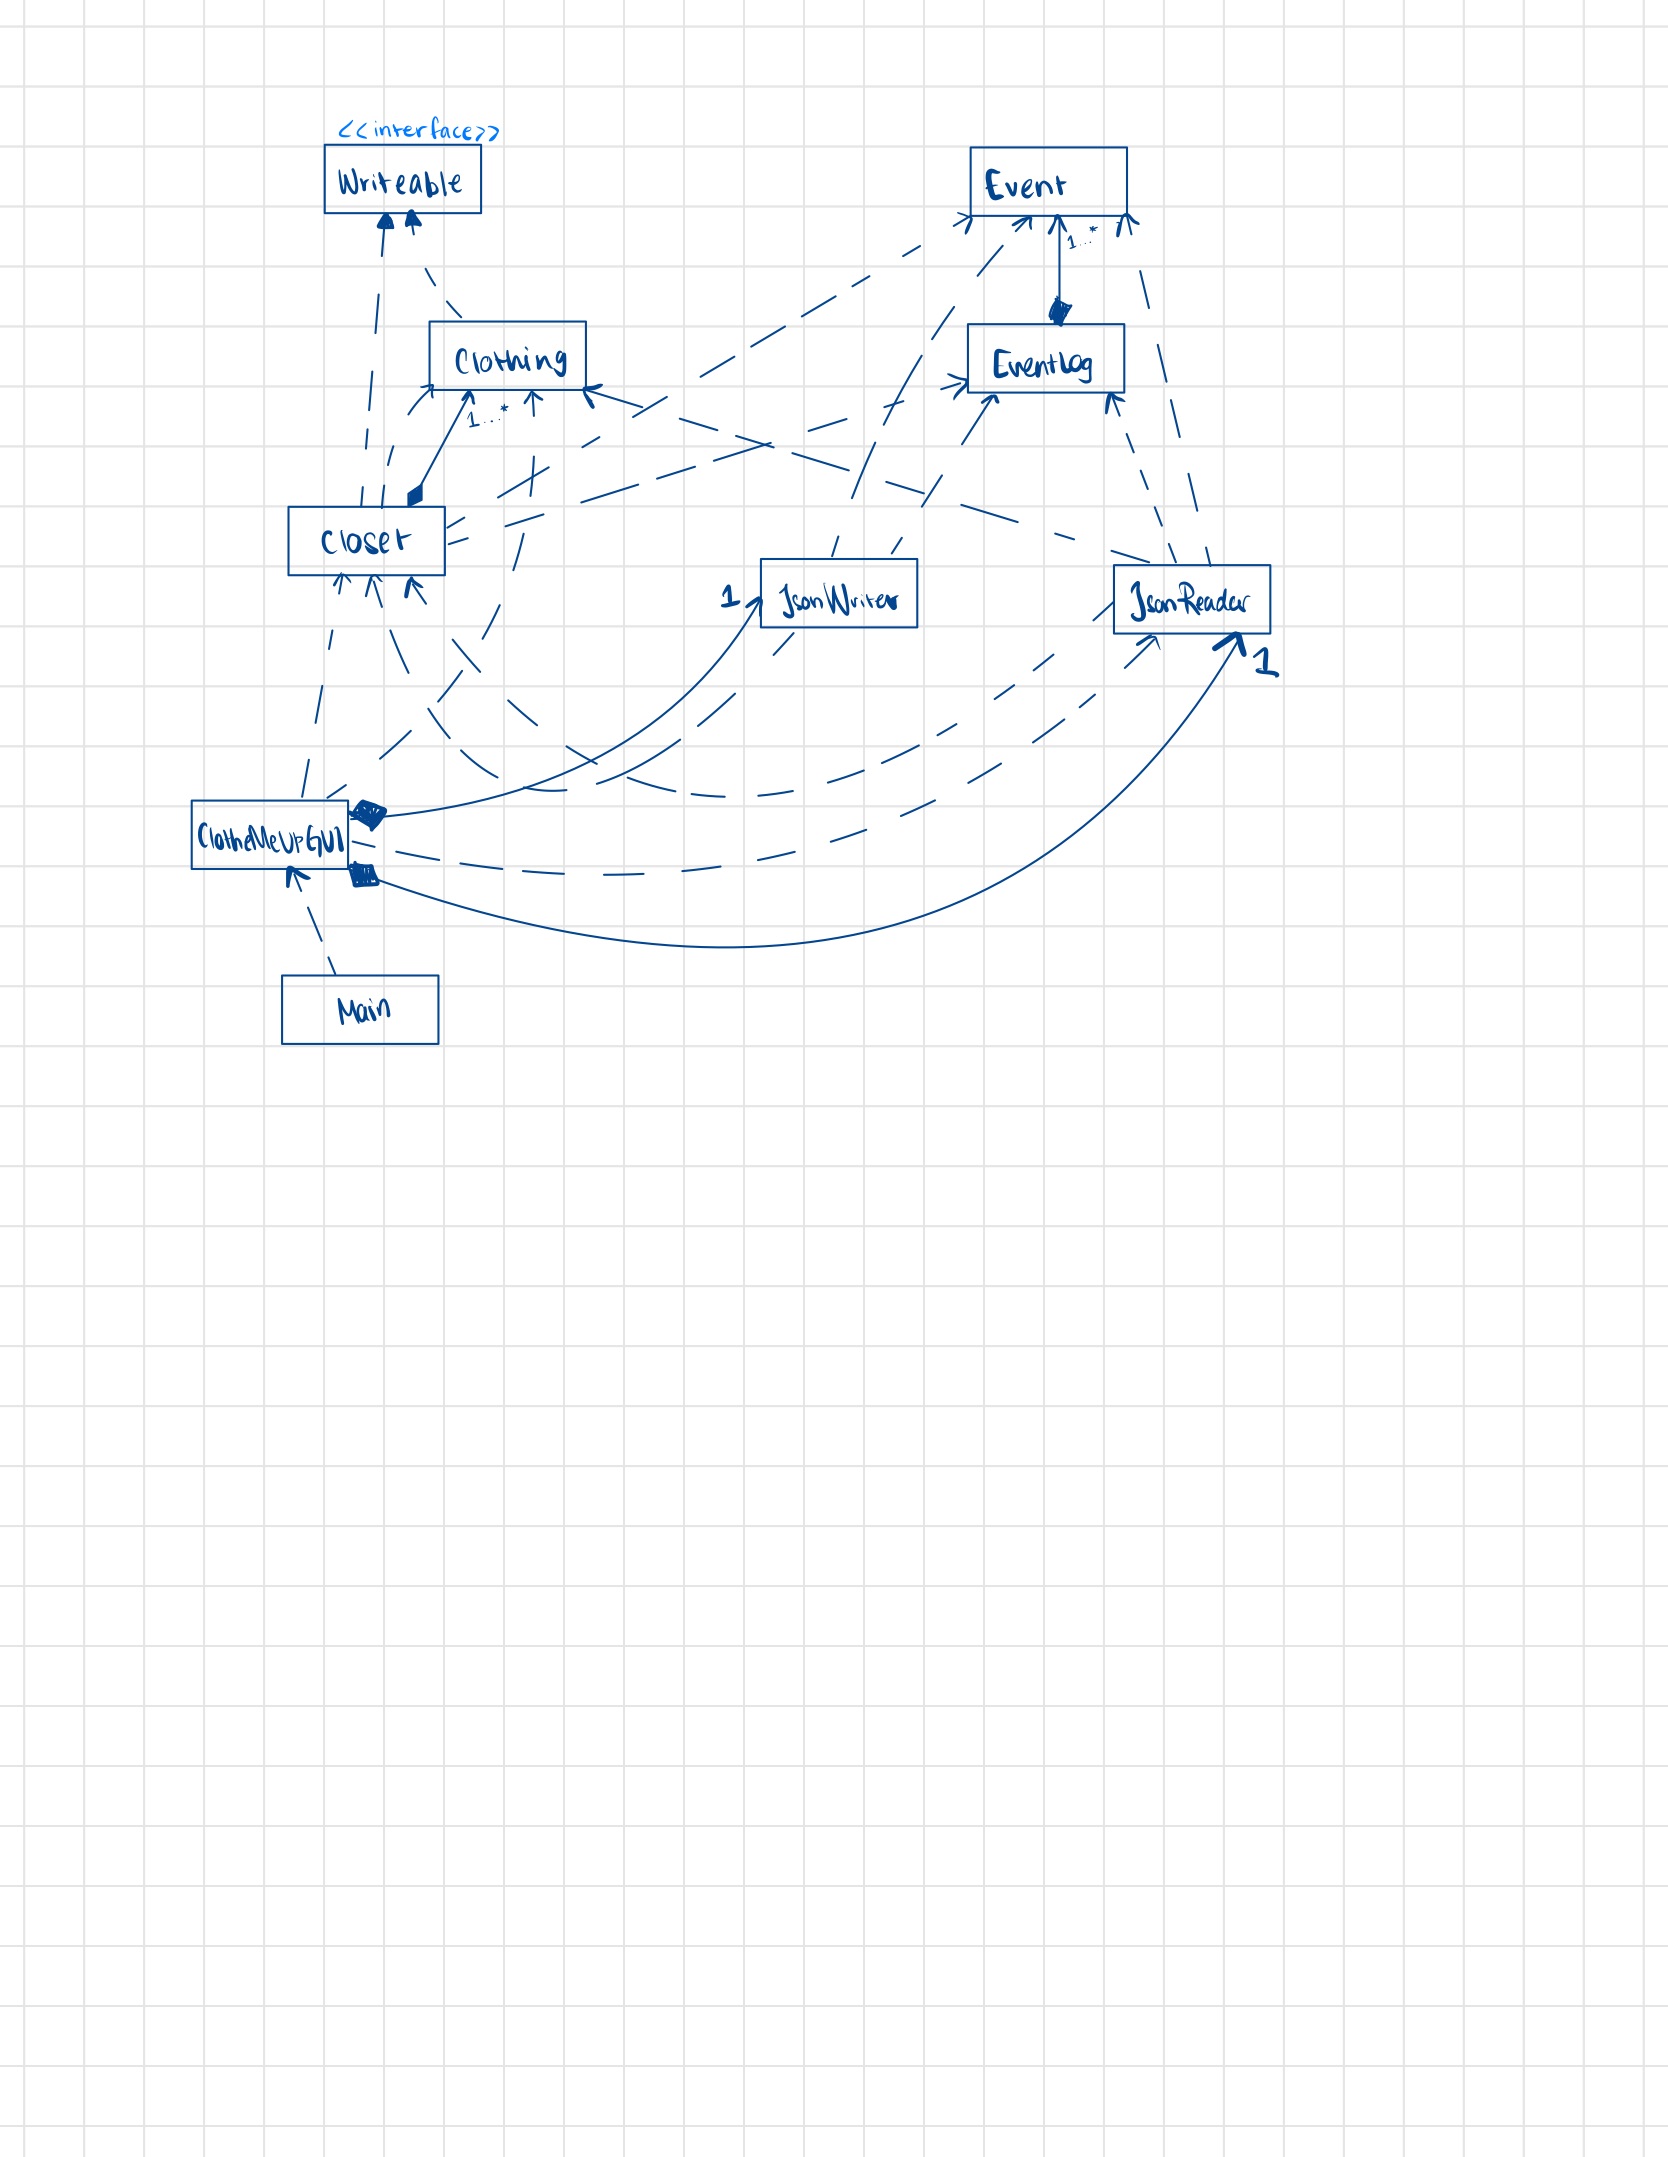 <<interface>>
Writeable
Event
1...*
Clothing
EventLog
1...*
Closet
1
JsonWriter
JsonReader
1
ClotheMeUpGUI
Main